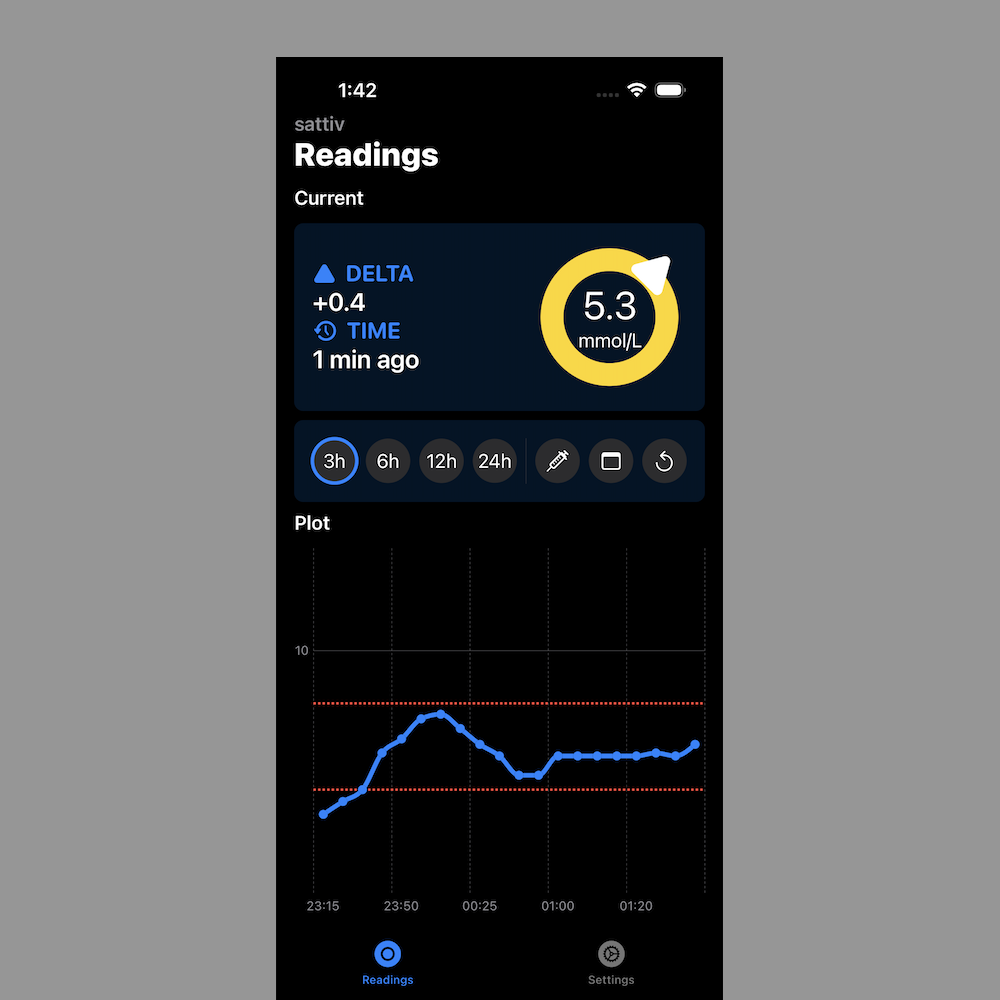 1:42
sattiv
Readings
Current
DELTA
+0.4
TIME
1 min ago
5.3
mmol/L
3h 6h 12h 24h
Plot
10
23:15 23:50 00:25 01:00 01:20
Readings Settings